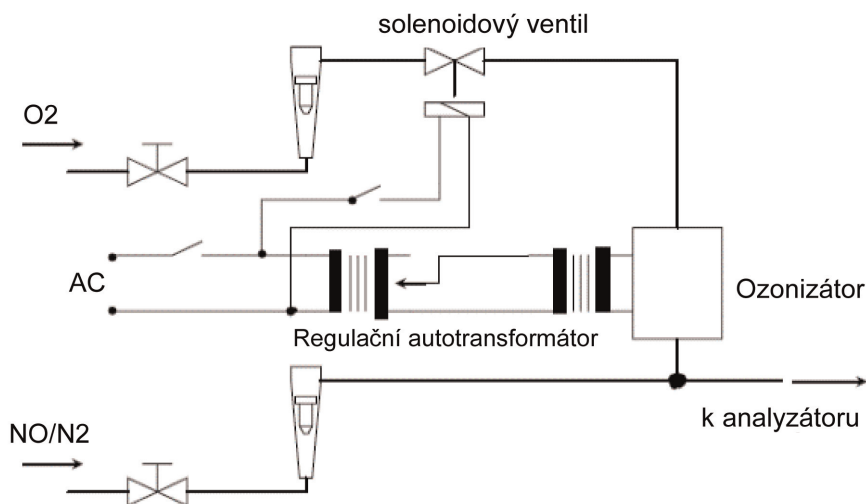 solenoidový ventil
O2
AC
Ozonizátor
Regulační autotransformátor
k analyzátoru
NO/N2